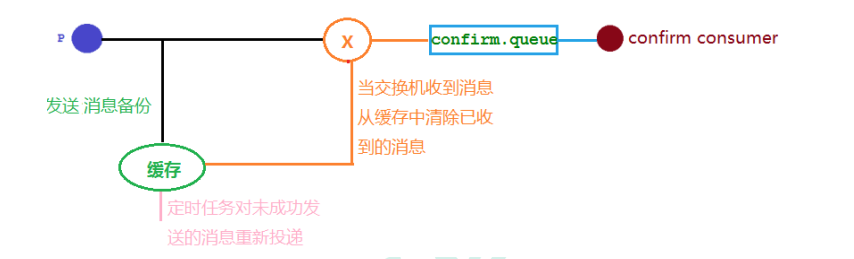 P
X
confirm.queue
confirm consumer
发送 消息备份
当交换机收到消息
从缓存中清除已收
到的消息
缓存
定时任务对未成功发
送的消息重新投递